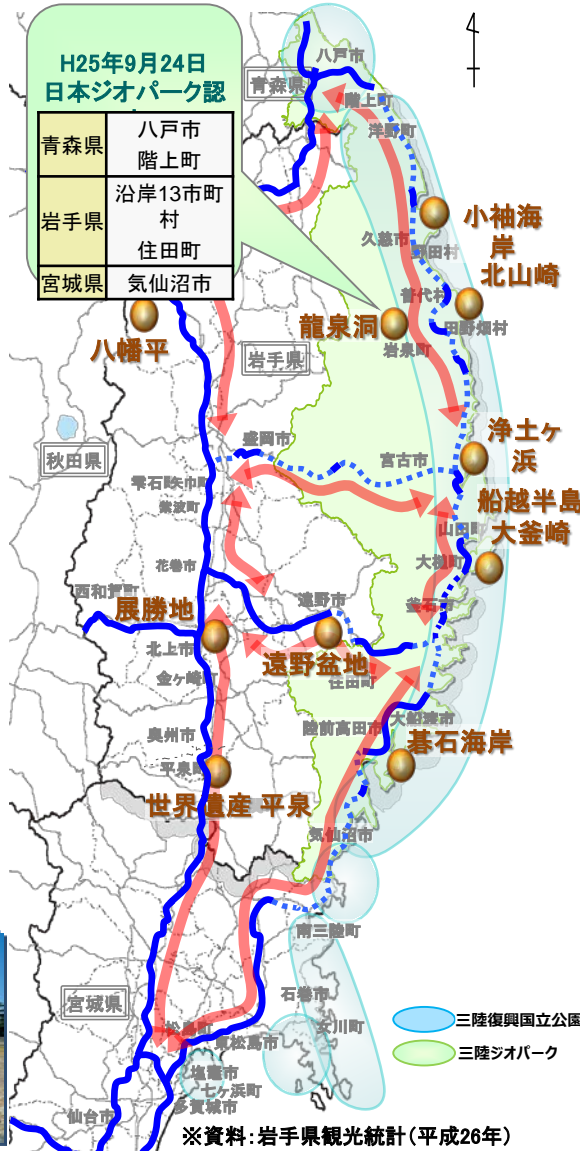 H25年9月24日
日本ジオパーク認
青森県
八戸市
階上町
岩手県
沿岸13市町
村
住田町
宮城県
気仙沼市
八戸市
青森県
階上町
洋野町
小袖海
岸
久慈市
野田村
北山崎
普代村
田野畑村
龍泉洞
岩泉町
八幡平
岩手県
盛岡市
宮古市
浄土ヶ
浜
秋田県
雫石町
矢巾町
紫波町
船越半島
大釜崎
山田町
大槌町
花巻市
西和賀町
遠野市
釜石市
展勝地
北上市
遠野盆地
金ヶ崎町
住田町
陸前高田市
大船渡市
奥州市
碁石海岸
平泉町
世界遺産 平泉
気仙沼市
南三陸町
宮城県
石巻市
女川町
松島町
東松島市
塩竈市
七ヶ浜町
多賀城市
仙台市
三陸復興国立公園
三陸ジオパーク
※資料:岩手県観光統計(平成26年)